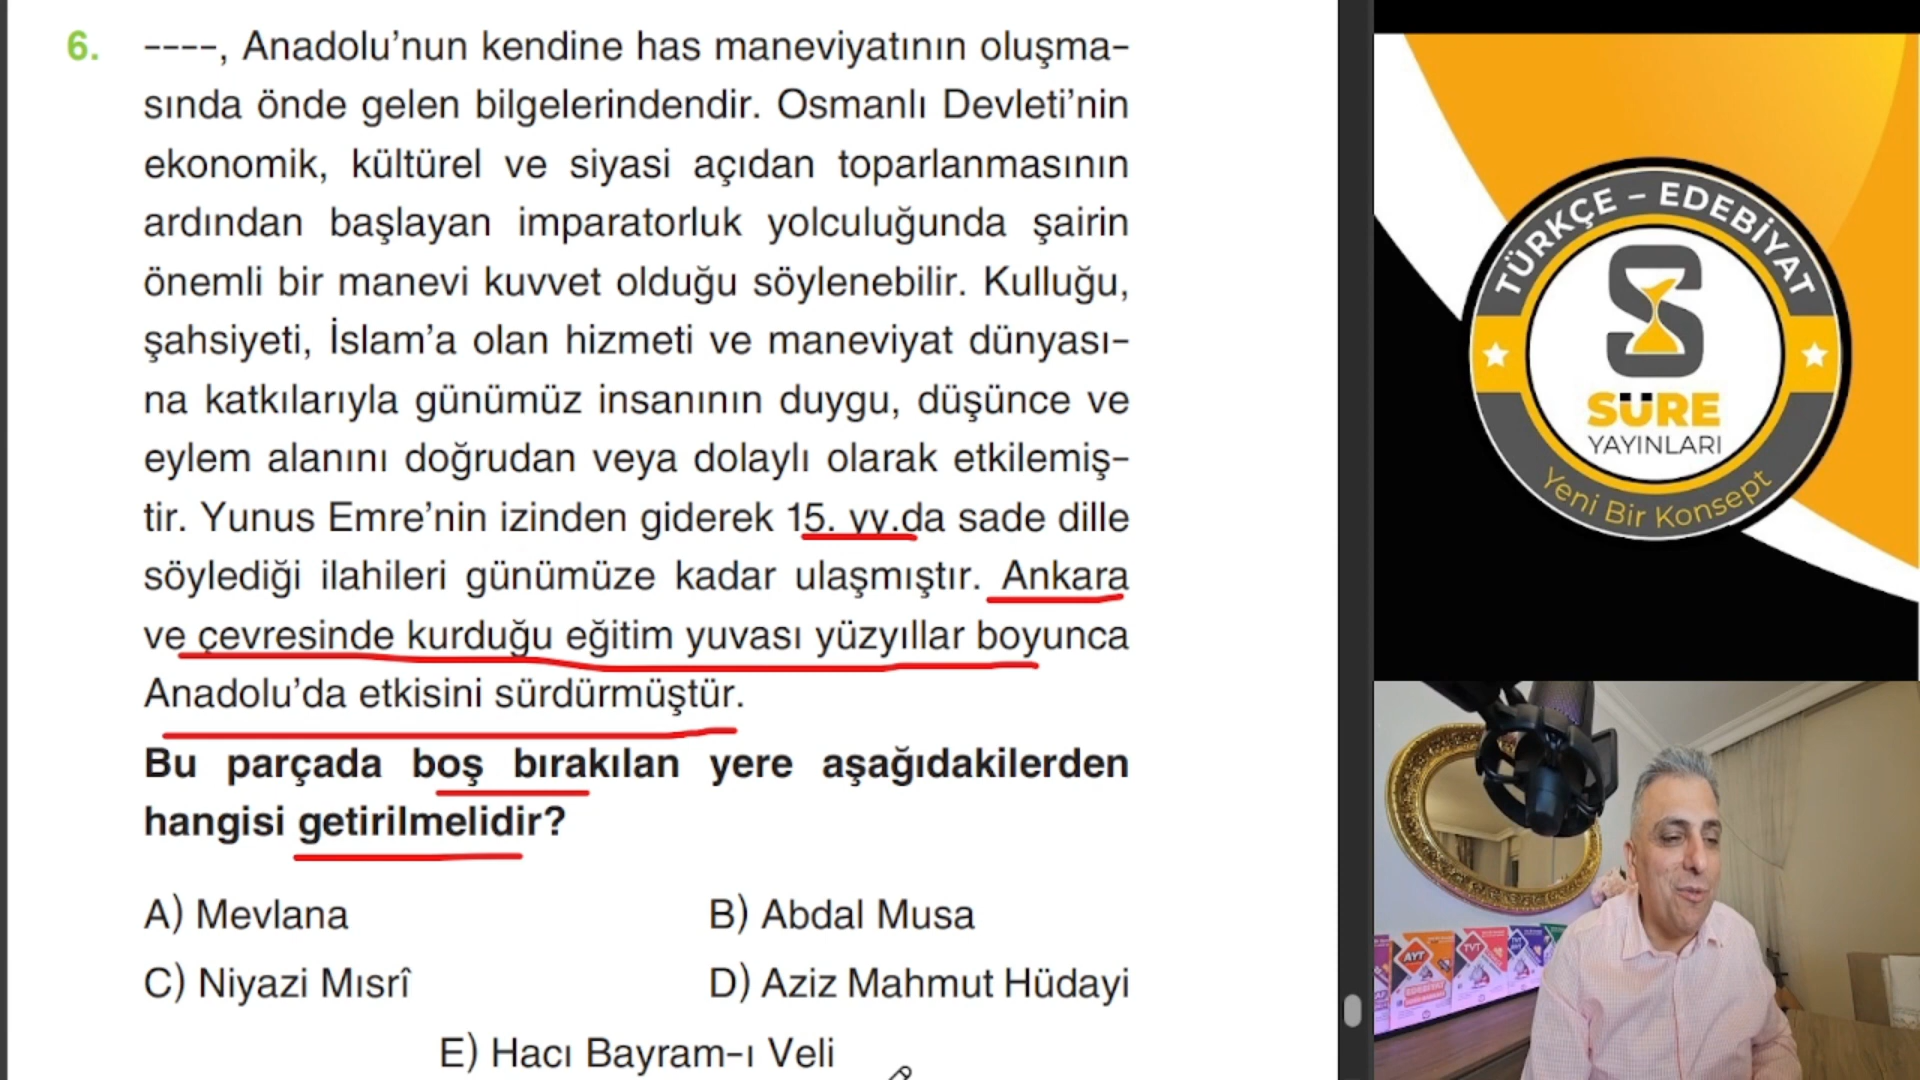 6. ----, Anadolu’nun kendine has maneviyatının oluşma-
sında önde gelen bilgelerindendir. Osmanlı Devleti’nin
ekonomik, kültürel ve siyasi açıdan toparlanmasının
ardından başlayan imparatorluk yolculuğunda şairin
önemli bir manevi kuvvet olduğu söylenebilir. Kulluğu,
şahsiyeti, İslam’a olan hizmeti ve maneviyat dünyası-
na katkılarıyla günümüz insanının duygu, düşünce ve
eylem alanını doğrudan veya dolaylı olarak etkilemiş-
tir. Yunus Emre’nin izinden giderek 15. yy.da sade dille
söylediği ilahileri günümüze kadar ulaşmıştır. Ankara
ve çevresinde kurduğu eğitim yuvası yüzyıllar boyunca
Anadolu’da etkisini sürdürmüştür.
Bu parçada boş bırakılan yere aşağıdakilerden
hangisi getirilmelidir?
A) Mevlana
B) Abdal Musa
C) Niyazi Mısrî
D) Aziz Mahmut Hüdayi
E) Hacı Bayram-ı Veli
TÜRKÇE – EDEBİYAT
SÜRE
YAYINLARI
Yeni Bir Konsept
AYT
TYT